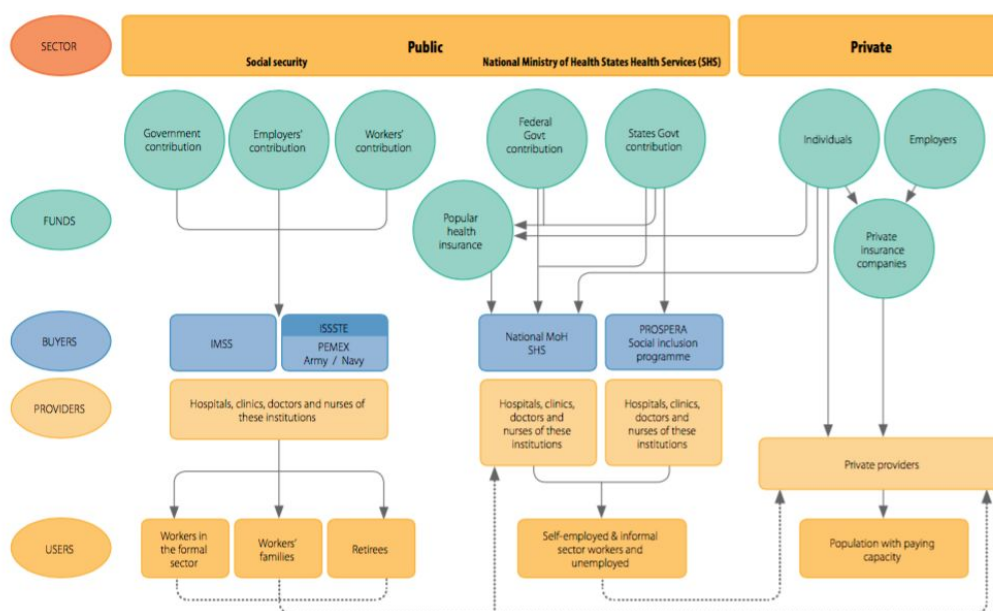 SECTOR
Public
Private
Social security
National Ministry of Health States Health Services (SHS)
FUNDS
Government
contribution
Employers'
contribution
Workers'
contribution
Federal
Govt
contribution
States Govt
contribution
Individuals
Employers
Popular
health
insurance
Private
insurance
companies
BUYERS
IMSS
ISSSTE
PEMEX
Army / Navy
National MoH
SHS
PROSPERA
Social inclusion
programme
PROVIDERS
Hospitals, clinics, doctors and nurses of
these institutions
Hospitals, clinics,
doctors and
nurses of these
institutions
Hospitals, clinics,
doctors and
nurses of these
institutions
Private providers
USERS
Workers in
the formal
sector
Workers'
families
Retirees
Self-employed & informal
sector workers and
unemployed
Population with paying
capacity